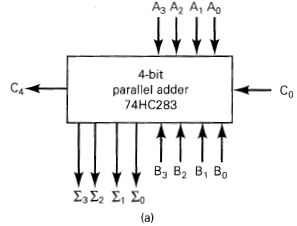 A₃ A₂ A₁ A₀
4-bit
parallel adder
74HC283
C₄
C₀
Σ₃ Σ₂ Σ₁ Σ₀
B₃ B₂ B₁ B₀
(a)